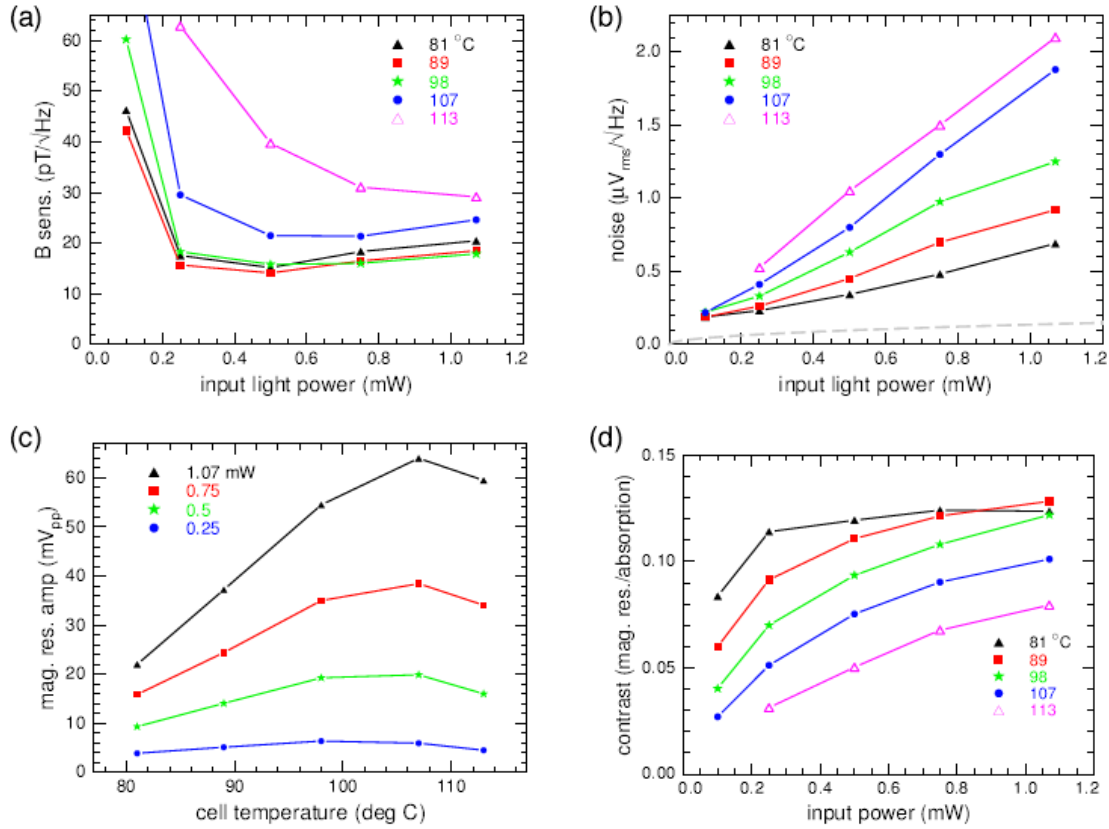 (a)
B sens. (pT/√Hz)
60
50
40
30
20
10
0
0.0 0.2 0.4 0.6 0.8 1.0 1.2
input light power (mW)
81 °C
89
98
107
113
(b)
noise (μVrms/√Hz)
2.0
1.5
1.0
0.5
0.0
0.0 0.2 0.4 0.6 0.8 1.0 1.2
input light power (mW)
81 °C
89
98
107
113
(c)
mag. res. amp (mVpp)
60
50
40
30
20
10
0
80 90 100 110
cell temperature (deg C)
1.07 mW
0.75
0.5
0.25
(d)
contrast (mag. res./absorption)
0.15
0.10
0.05
0.00
0.0 0.2 0.4 0.6 0.8 1.0 1.2
input power (mW)
81 °C
89
98
107
113